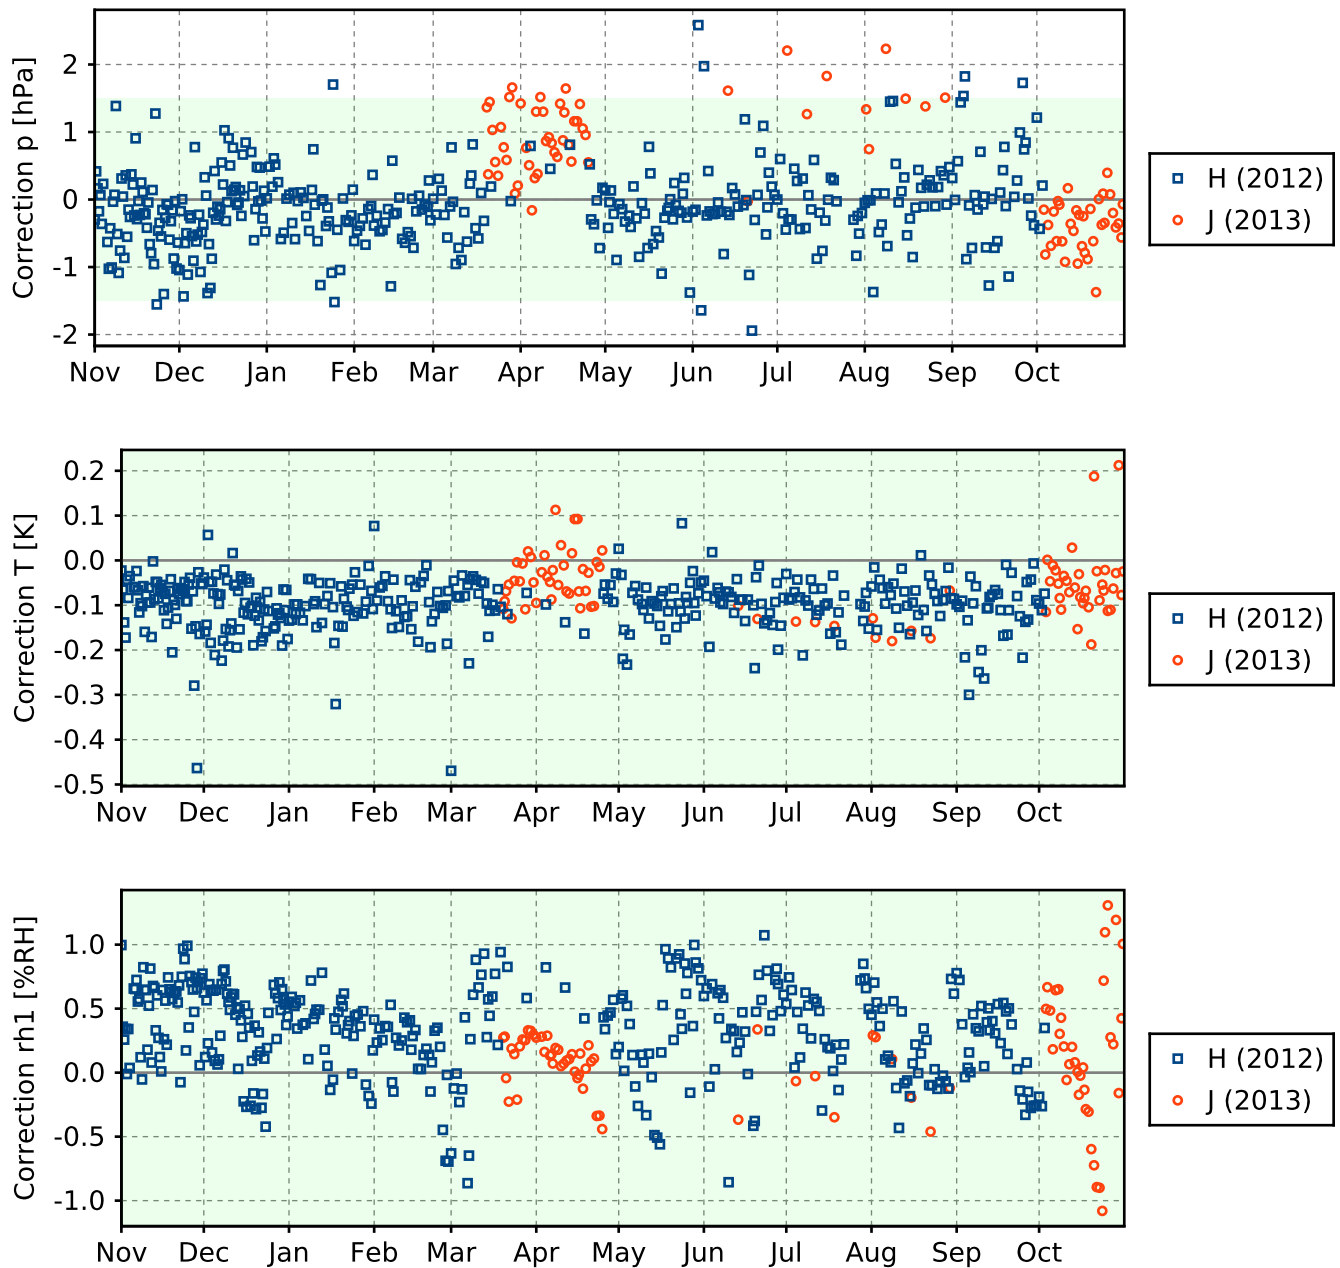 Correction p [hPa]
2
1
0
-1
-2
Nov Dec Jan Feb Mar Apr May Jun Jul Aug Sep Oct
H (2012)
J (2013)
Correction T [K]
0.2
0.1
0.0
-0.1
-0.2
-0.3
-0.4
-0.5
Nov Dec Jan Feb Mar Apr May Jun Jul Aug Sep Oct
H (2012)
J (2013)
Correction rh1 [%RH]
1.0
0.5
0.0
-0.5
-1.0
Nov Dec Jan Feb Mar Apr May Jun Jul Aug Sep Oct
H (2012)
J (2013)